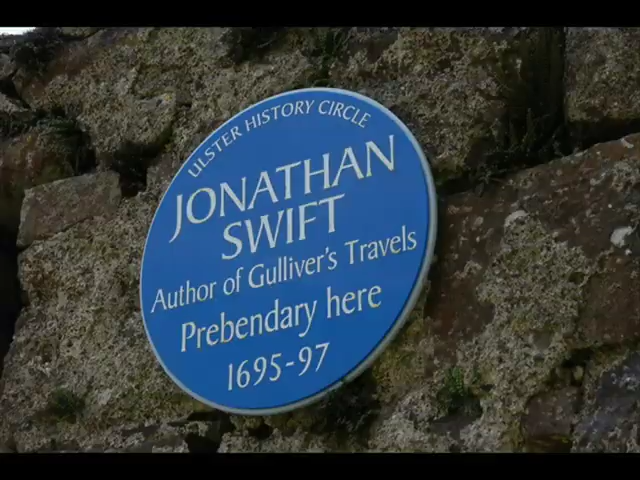 ULSTER HISTORY CIRCLE
JONATHAN
SWIFT
Author of Gulliver's Travels
Prebendary here
1695-97